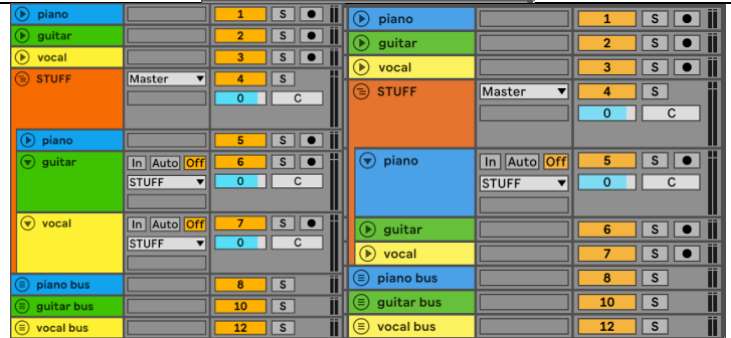 piano 1 S
guitar 2 S
vocal 3 S
STUFF Master 4 S
0 C
piano 5 S
guitar In Auto Off 6 S
STUFF 0 C
vocal In Auto Off 7 S
STUFF 0 C
piano bus 8 S
guitar bus 10 S
vocal bus 12 S
piano 1 S
guitar 2 S
vocal 3 S
STUFF Master 4 S
0 C
piano In Auto Off 5 S
STUFF 0 C
guitar 6 S
vocal 7 S
piano bus 8 S
guitar bus 10 S
vocal bus 12 S